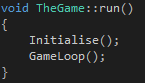 void TheGame::run()
{
    Initialise();
    GameLoop();
}